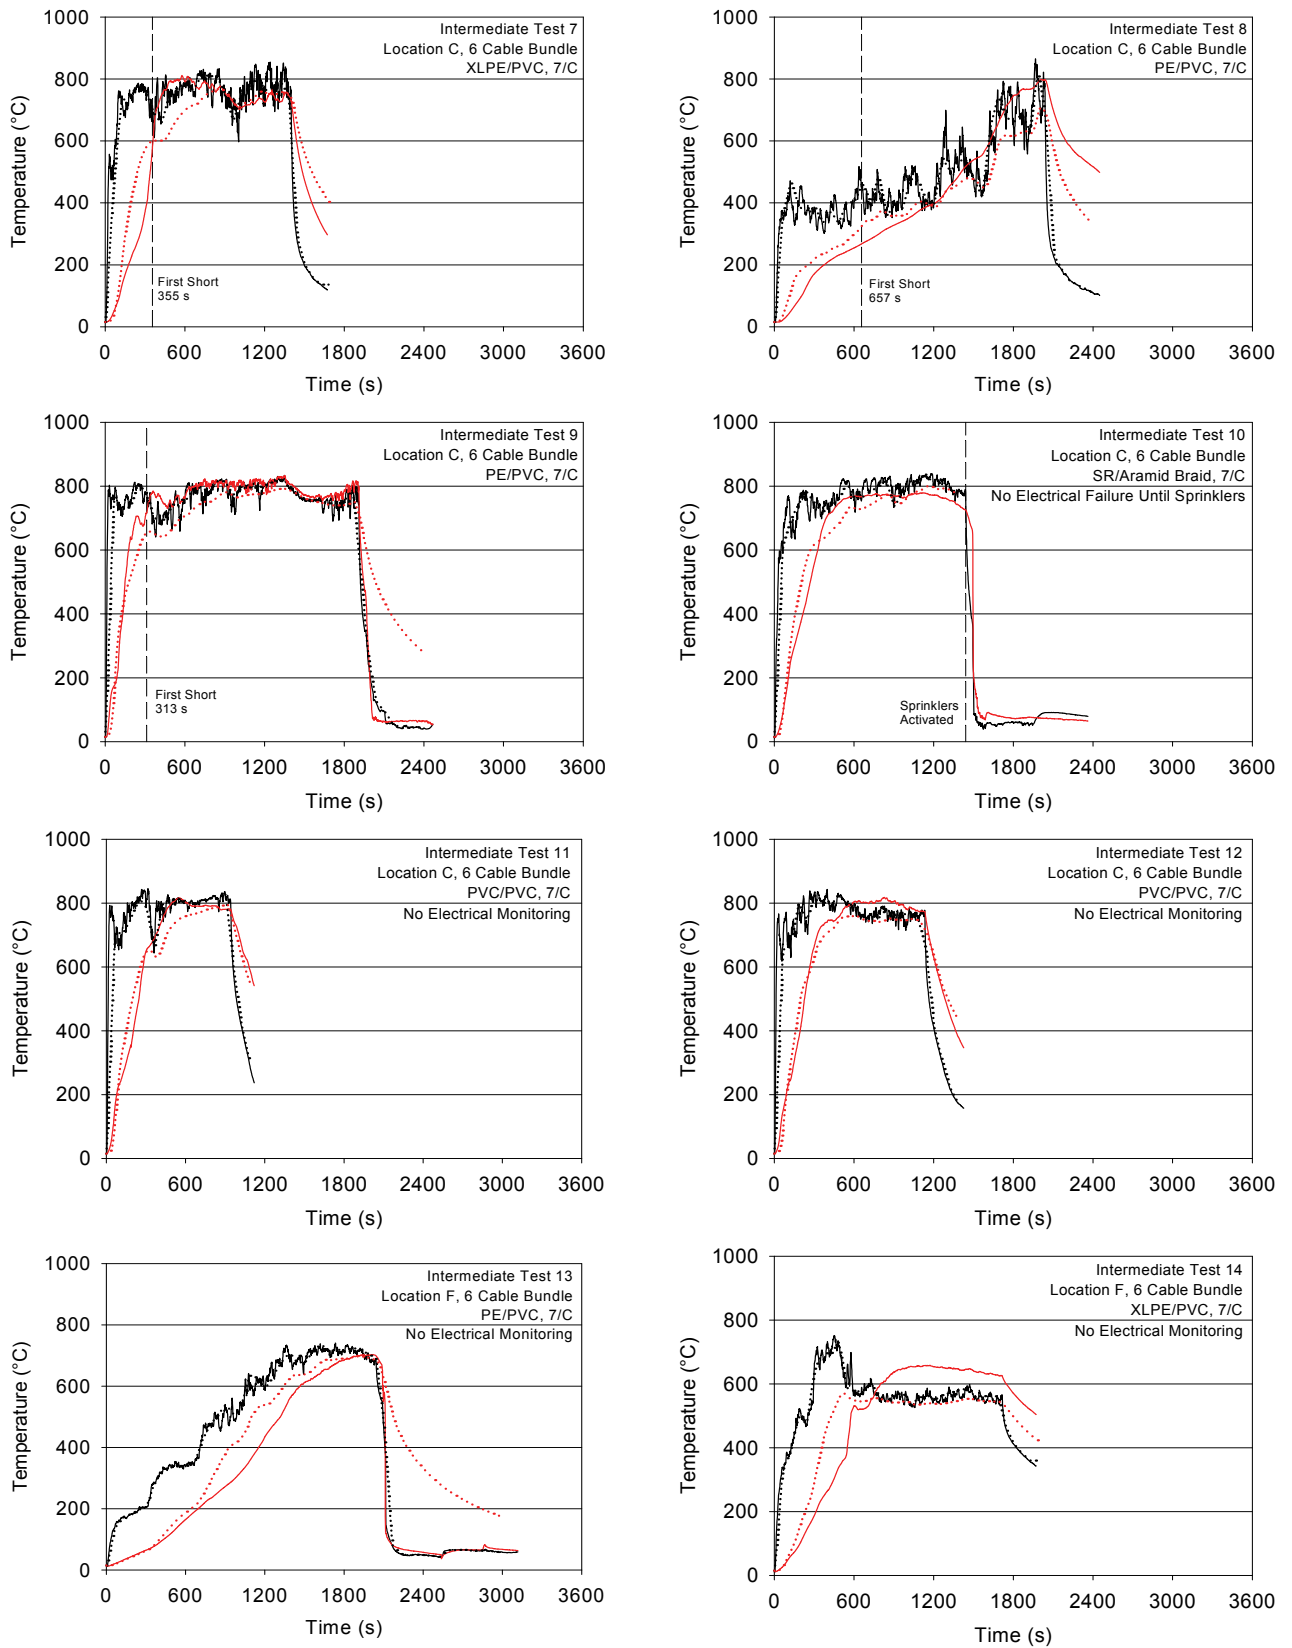 1000
800
600
400
200
0
Temperature (°C)
Intermediate Test 7
Location C, 6 Cable Bundle
XLPE/PVC, 7/C
First Short
355 s
0 600 1200 1800 2400 3000 3600
Time (s)
1000
800
600
400
200
0
Temperature (°C)
Intermediate Test 8
Location C, 6 Cable Bundle
PE/PVC, 7/C
First Short
657 s
0 600 1200 1800 2400 3000 3600
Time (s)
1000
800
600
400
200
0
Temperature (°C)
Intermediate Test 9
Location C, 6 Cable Bundle
PE/PVC, 7/C
First Short
313 s
0 600 1200 1800 2400 3000 3600
Time (s)
1000
800
600
400
200
0
Temperature (°C)
Intermediate Test 10
Location C, 6 Cable Bundle
SR/Aramid Braid, 7/C
No Electrical Failure Until Sprinklers
Sprinklers
Activated
0 600 1200 1800 2400 3000 3600
Time (s)
1000
800
600
400
200
0
Temperature (°C)
Intermediate Test 11
Location C, 6 Cable Bundle
PVC/PVC, 7/C
No Electrical Monitoring
0 600 1200 1800 2400 3000 3600
Time (s)
1000
800
600
400
200
0
Temperature (°C)
Intermediate Test 12
Location C, 6 Cable Bundle
PVC/PVC, 7/C
No Electrical Monitoring
0 600 1200 1800 2400 3000 3600
Time (s)
1000
800
600
400
200
0
Temperature (°C)
Intermediate Test 13
Location F, 6 Cable Bundle
PE/PVC, 7/C
No Electrical Monitoring
0 600 1200 1800 2400 3000 3600
Time (s)
1000
800
600
400
200
0
Temperature (°C)
Intermediate Test 14
Location F, 6 Cable Bundle
XLPE/PVC, 7/C
No Electrical Monitoring
0 600 1200 1800 2400 3000 3600
Time (s)